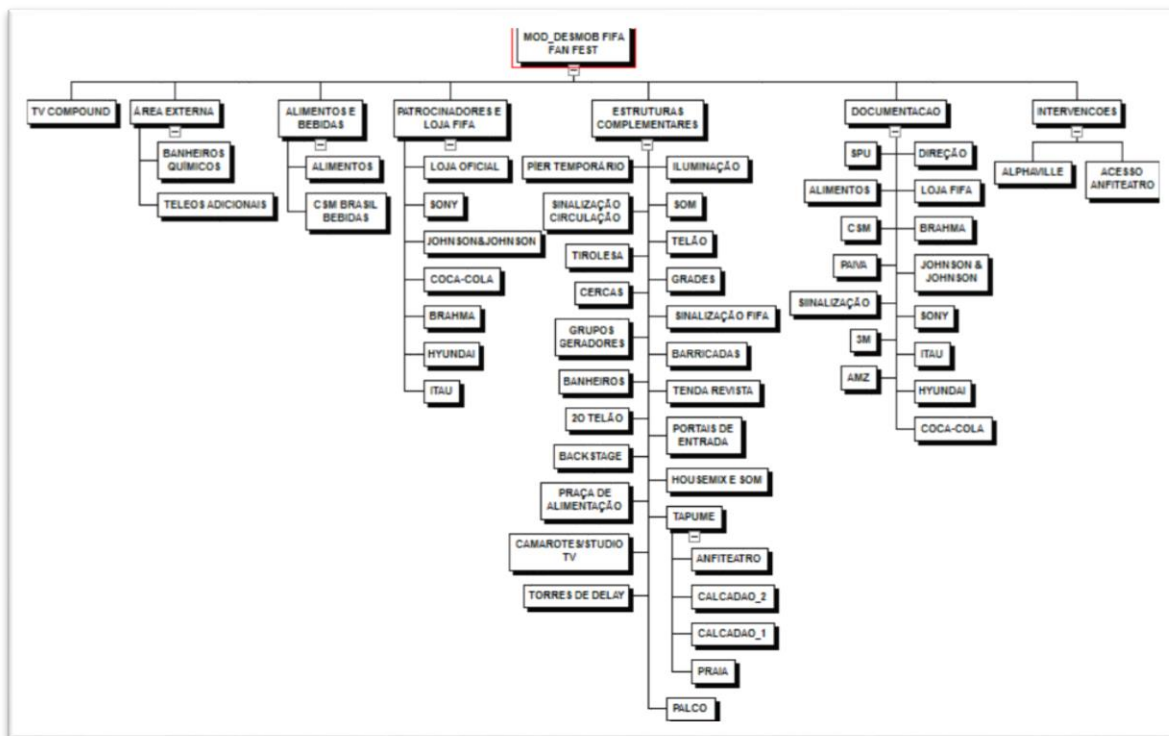 MOD_DESMOB FIFA
FAN FEST
TV COMPOUND
AREA EXTERNA
BANHEIROS
QUÍMICOS
TELEOS ADICIONAIS
ALIMENTOS E
BEBIDAS
ALIMENTOS
CSM BRASIL
BEBIDAS
PATROCINADORES E
LOJA FIFA
LOJA OFICIAL
SONY
JOHNSON&JOHNSON
COCA-COLA
BRAHMA
HYUNDAI
ITAU
ESTRUTURAS
COMPLEMENTARES
PÍER TEMPORÁRIO
ILUMINAÇÃO
SINALIZAÇÃO
CIRCULAÇÃO
SOM
TIROLESA
TELÃO
CERCAS
GRADES
GRUPOS
GERADORES
SINALIZAÇÃO FIFA
BANHEIROS
BARRICADAS
2O TELÃO
TENDA REVISTA
BACKSTAGE
PORTAIS DE
ENTRADA
PRAÇA DE
ALIMENTAÇÃO
HOUSEMIX E SOM
CAMAROTES/STUDIO
TV
TAPUME
ANFITEATRO
CALCADAO_2
CALCADAO_1
PRAIA
TORRES DE DELAY
PALCO
DOCUMENTACAO
SPU
DIREÇÃO
ALIMENTOS
LOJA FIFA
CSM
BRAHMA
PAIVA
JOHNSON &
JOHNSON
SIINALIZAÇÃO
SONY
3M
ITAU
AMZ
HYUNDAI
COCA-COLA
INTERVENCOES
ALPHAVILLE
ACESSO
ANFITEATRO